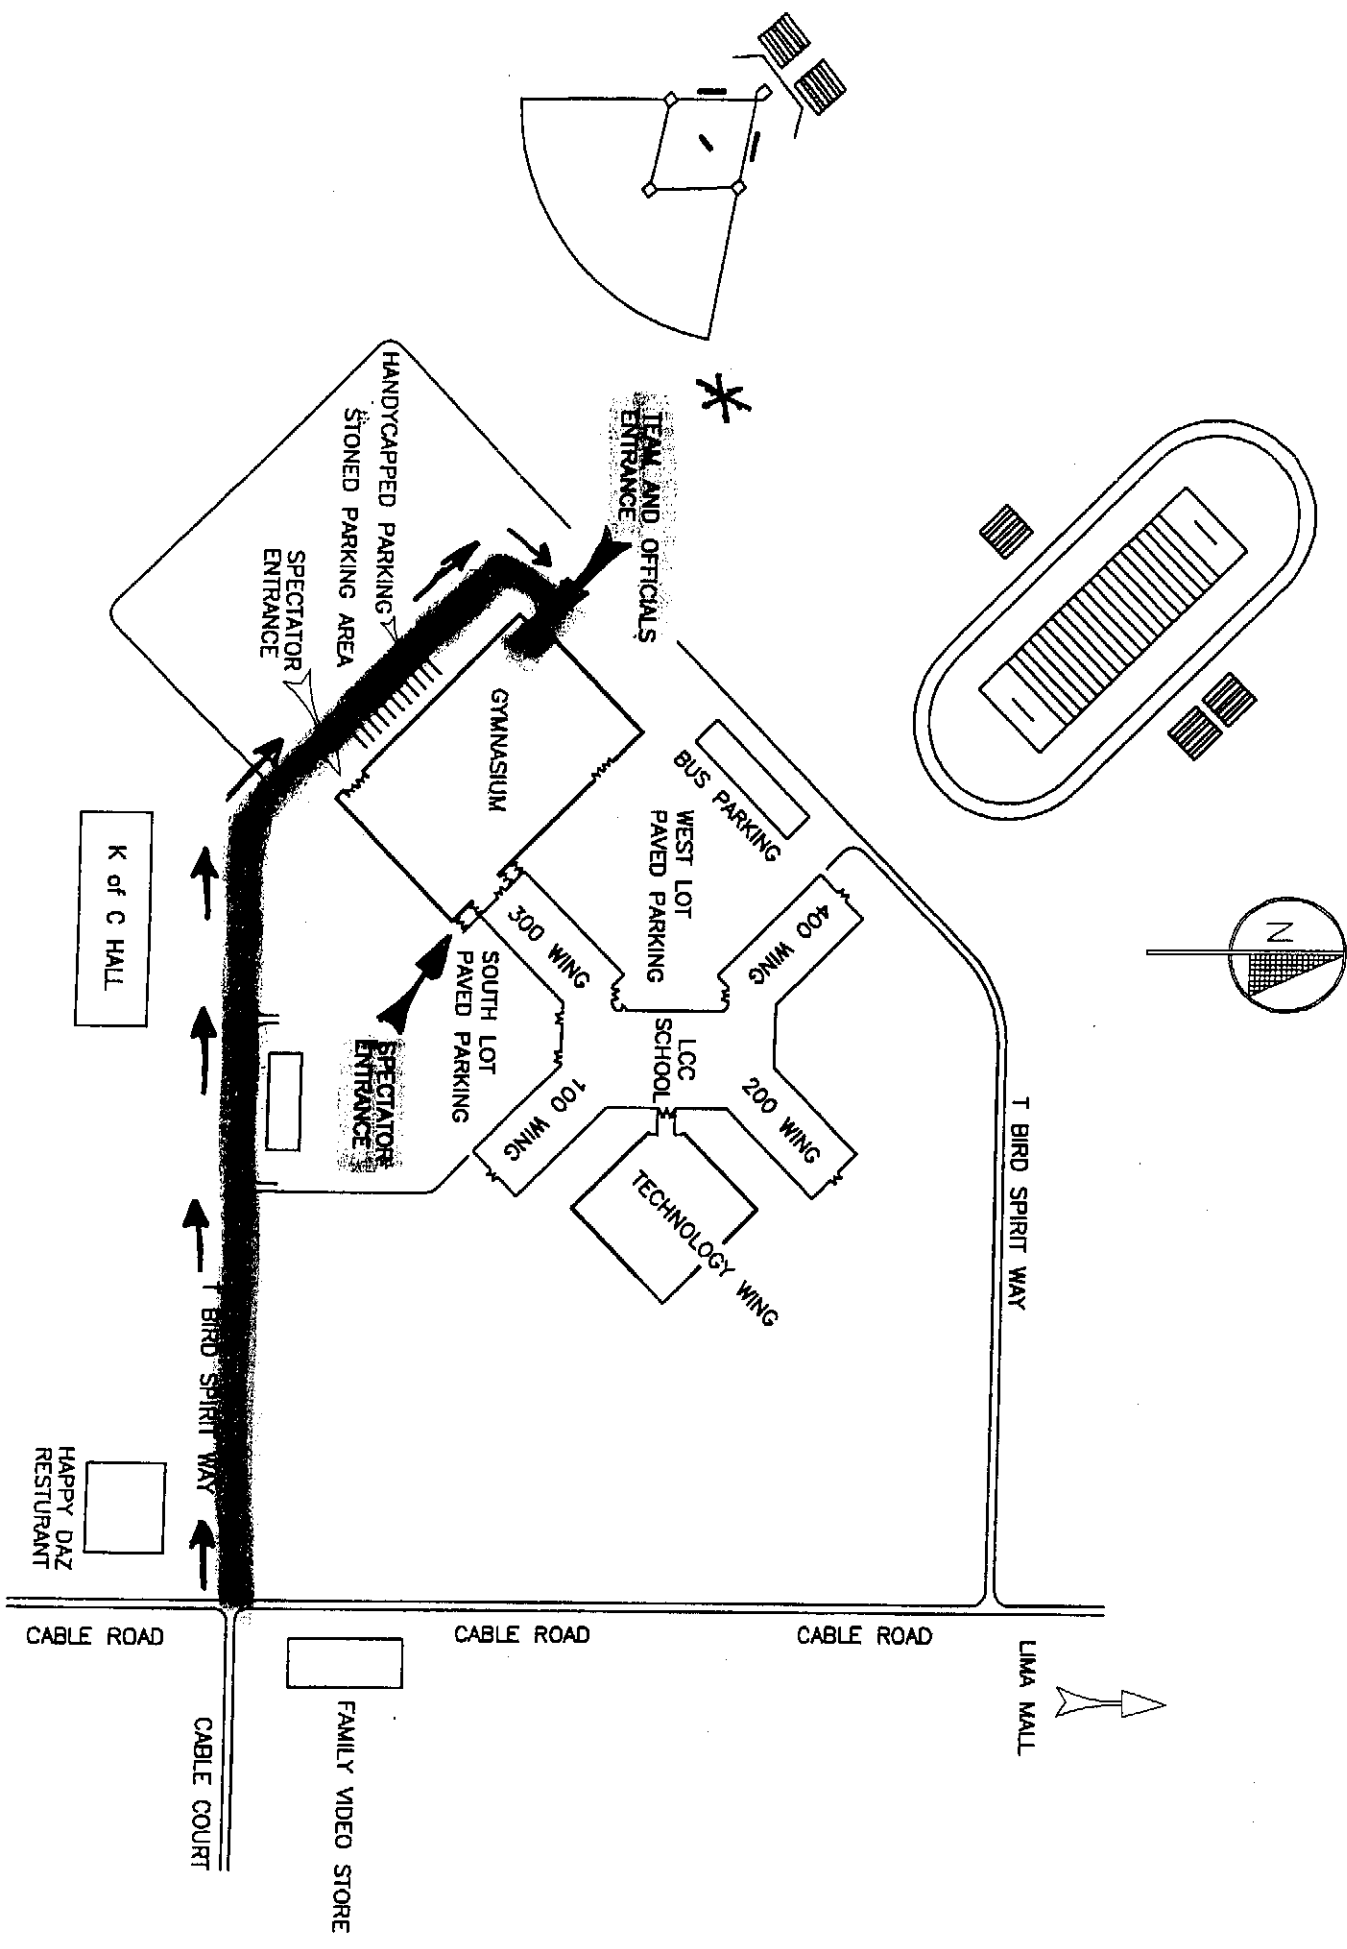 TEAM AND OFFICIALS
ENTRANCE
HANDYCAPPED PARKING
STONED PARKING AREA
SPECTATOR
ENTRANCE
GYMNASIUM
BUS PARKING
WEST LOT
PAVED PARKING
400 WING
300 WING
SOUTH LOT
PAVED PARKING
LCC
SCHOOL
200 WING
100 WING
TECHNOLOGY WING
SPECTATOR
ENTRANCE
K of C HALL
N
T BIRD SPIRIT WAY
T BIRD SPIRIT WAY
HAPPY DAZ
RESTURANT
CABLE ROAD
CABLE ROAD
CABLE ROAD
LIMA MALL
FAMILY VIDEO STORE
CABLE COURT